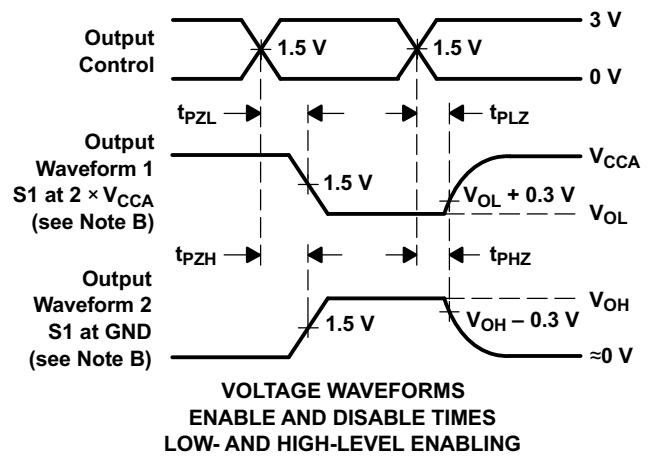 Output
Control
1.5 V
1.5 V
3 V
0 V
tPZL
tPLZ
Output
Waveform 1
S1 at 2 × VCCA
(see Note B)
1.5 V
VCCA
VOL + 0.3 V
VOL
tPZH
tPHZ
Output
Waveform 2
S1 at GND
(see Note B)
1.5 V
VOH
VOH – 0.3 V
≈0 V
VOLTAGE WAVEFORMS
ENABLE AND DISABLE TIMES
LOW- AND HIGH-LEVEL ENABLING